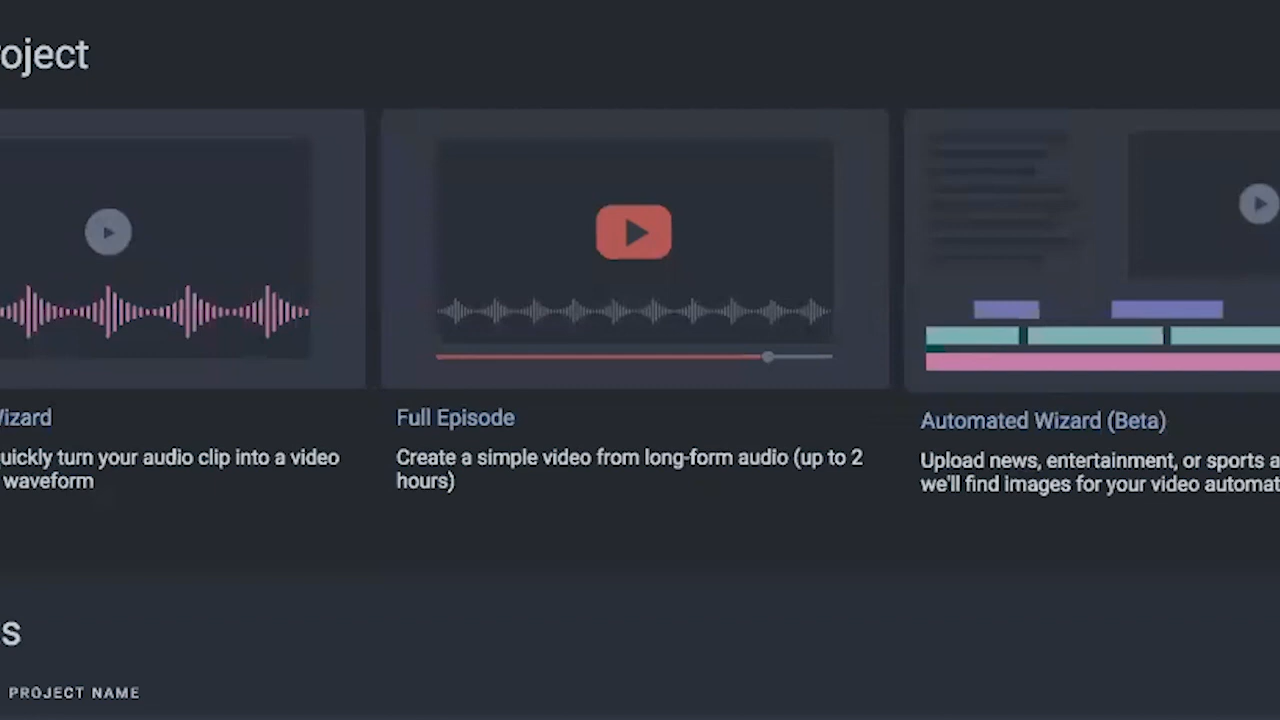 oject
Wizard
uickly turn your audio clip into a video
waveform
Full Episode
Create a simple video from long-form audio (up to 2
hours)
Automated Wizard (Beta)
Upload news, entertainment, or sports a
we'll find images for your video automat
s
PROJECT NAME